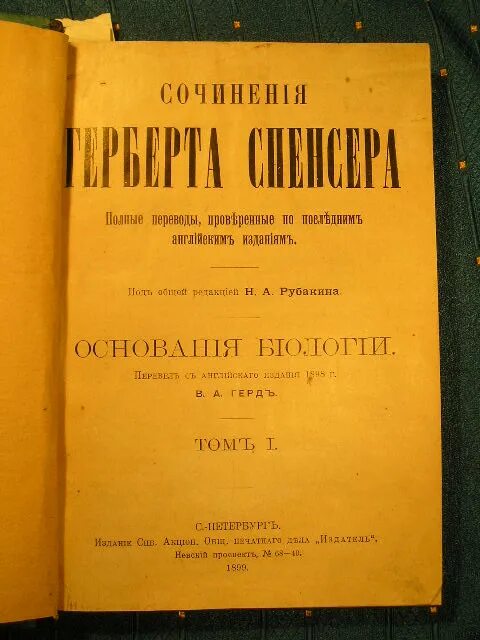 СОЧИНЕНІЯ
ГЕРБЕРТА СПЕНСЕРА
Полные переводы, провѣренные по послѣднимъ
англійскимъ изданіямъ.
Подъ общей редакціей Н. А. Рубакина.
ОСНОВАНІЯ БІОЛОГІИ.
Перевелъ съ англійскаго изданія 1898 г.
В. А. ГЕРДЪ.
ТОМЪ I.
С.-ПЕТЕРБУРГЪ.
Изданіе Спб. Акціон. Общ. печатнаго дѣла „Издатель“,
Невскій проспектъ, № 68—40.
1899.